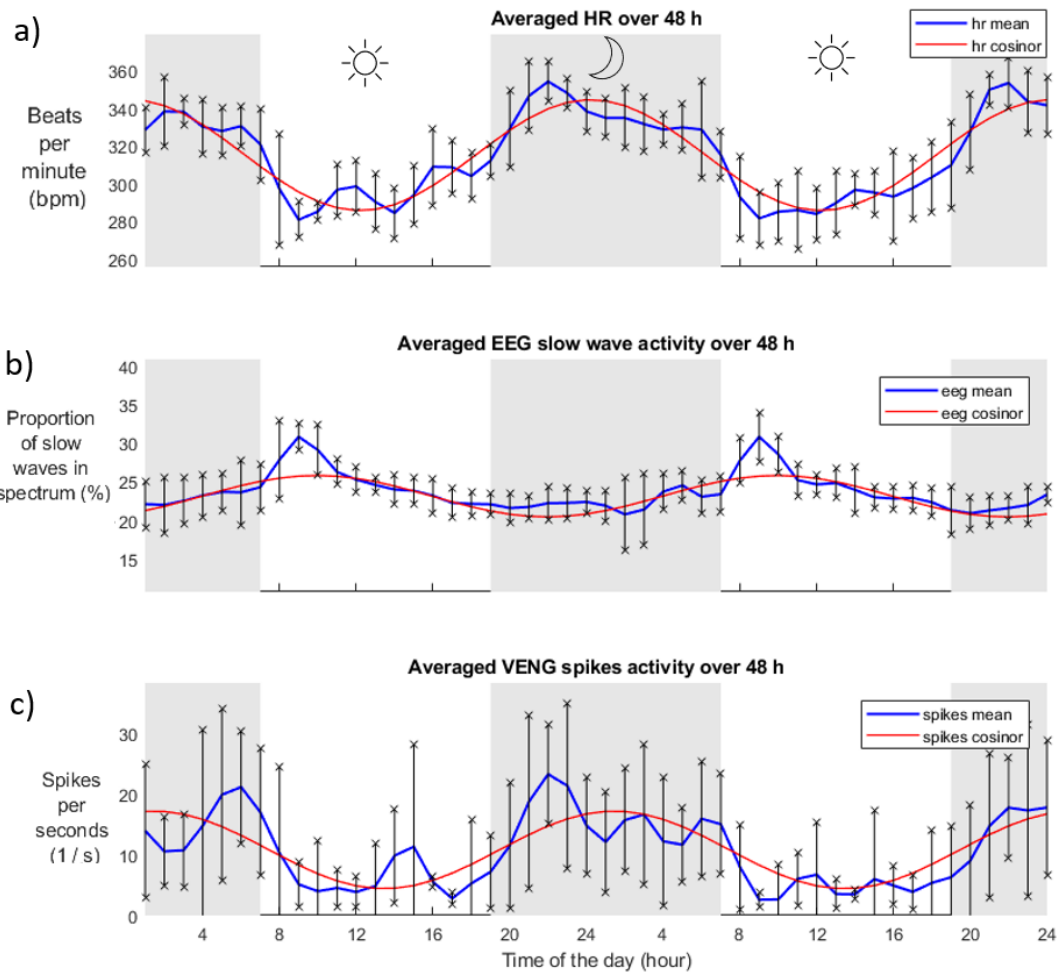 a)
Averaged HR over 48 h
hr mean
hr cosinor
Beats
per
minute
(bpm)
360
340
320
300
280
260
b)
Averaged EEG slow wave activity over 48 h
eeg mean
eeg cosinor
Proportion
of slow
waves in
spectrum (%)
40
35
30
25
20
15
c)
Averaged VENG spikes activity over 48 h
spikes mean
spikes cosinor
Spikes
per
seconds
(1 / s)
30
20
10
0
4 8 12 16 20 24 4 8 12 16 20 24
Time of the day (hour)